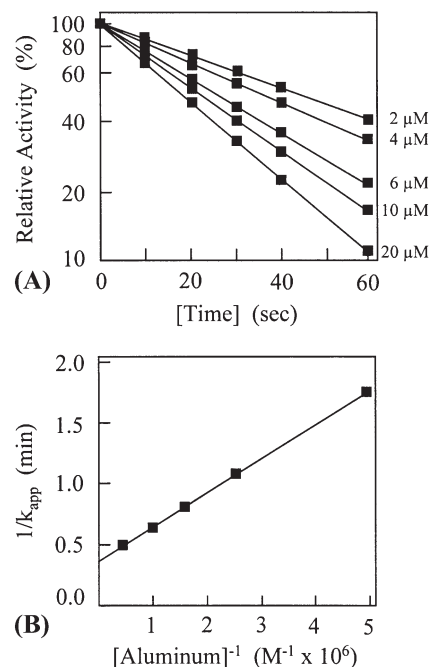 100
80
60
40
20
10
Relative Activity (%)
2 µM
4 µM
6 µM
10 µM
20 µM
0
20
40
60
(A)
[Time] (sec)
2.0
1.5
1.0
0.5
0.0
1/kapp (min)
1
2
3
4
5
(B)
[Aluminum]-1 (M-1 x 106)